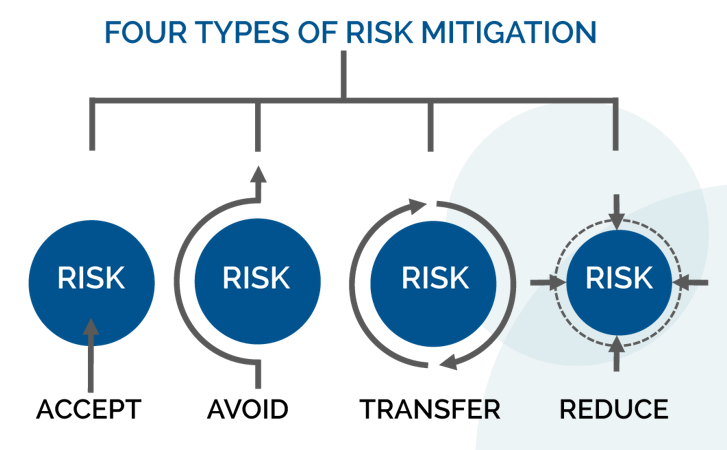 FOUR TYPES OF RISK MITIGATION
RISK
RISK
RISK
RISK
ACCEPT
AVOID
TRANSFER
REDUCE